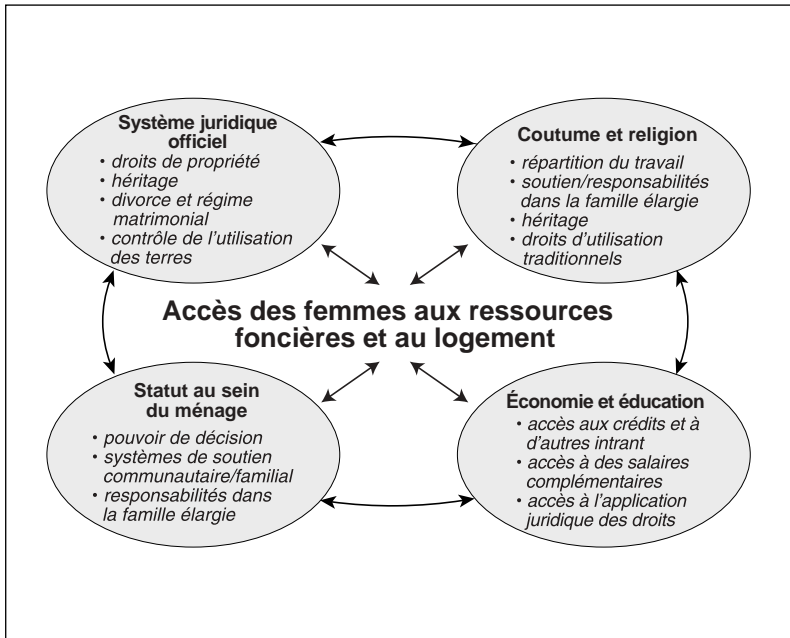 Système juridique
officiel
• droits de propriété
• héritage
• divorce et régime
matrimonial
• contrôle de l'utilisation
des terres
Coutume et religion
• répartition du travail
• soutien/responsabilités
dans la famille élargie
• héritage
• droits d'utilisation
traditionnels
Accès des femmes aux ressources
foncières et au logement
Statut au sein
du ménage
• pouvoir de décision
• systèmes de soutien
communautaire/familial
• responsabilités dans
la famille élargie
Économie et éducation
• accès aux crédits et à
d'autres intrant
• accès à des salaires
complémentaires
• accès à l'application
juridique des droits